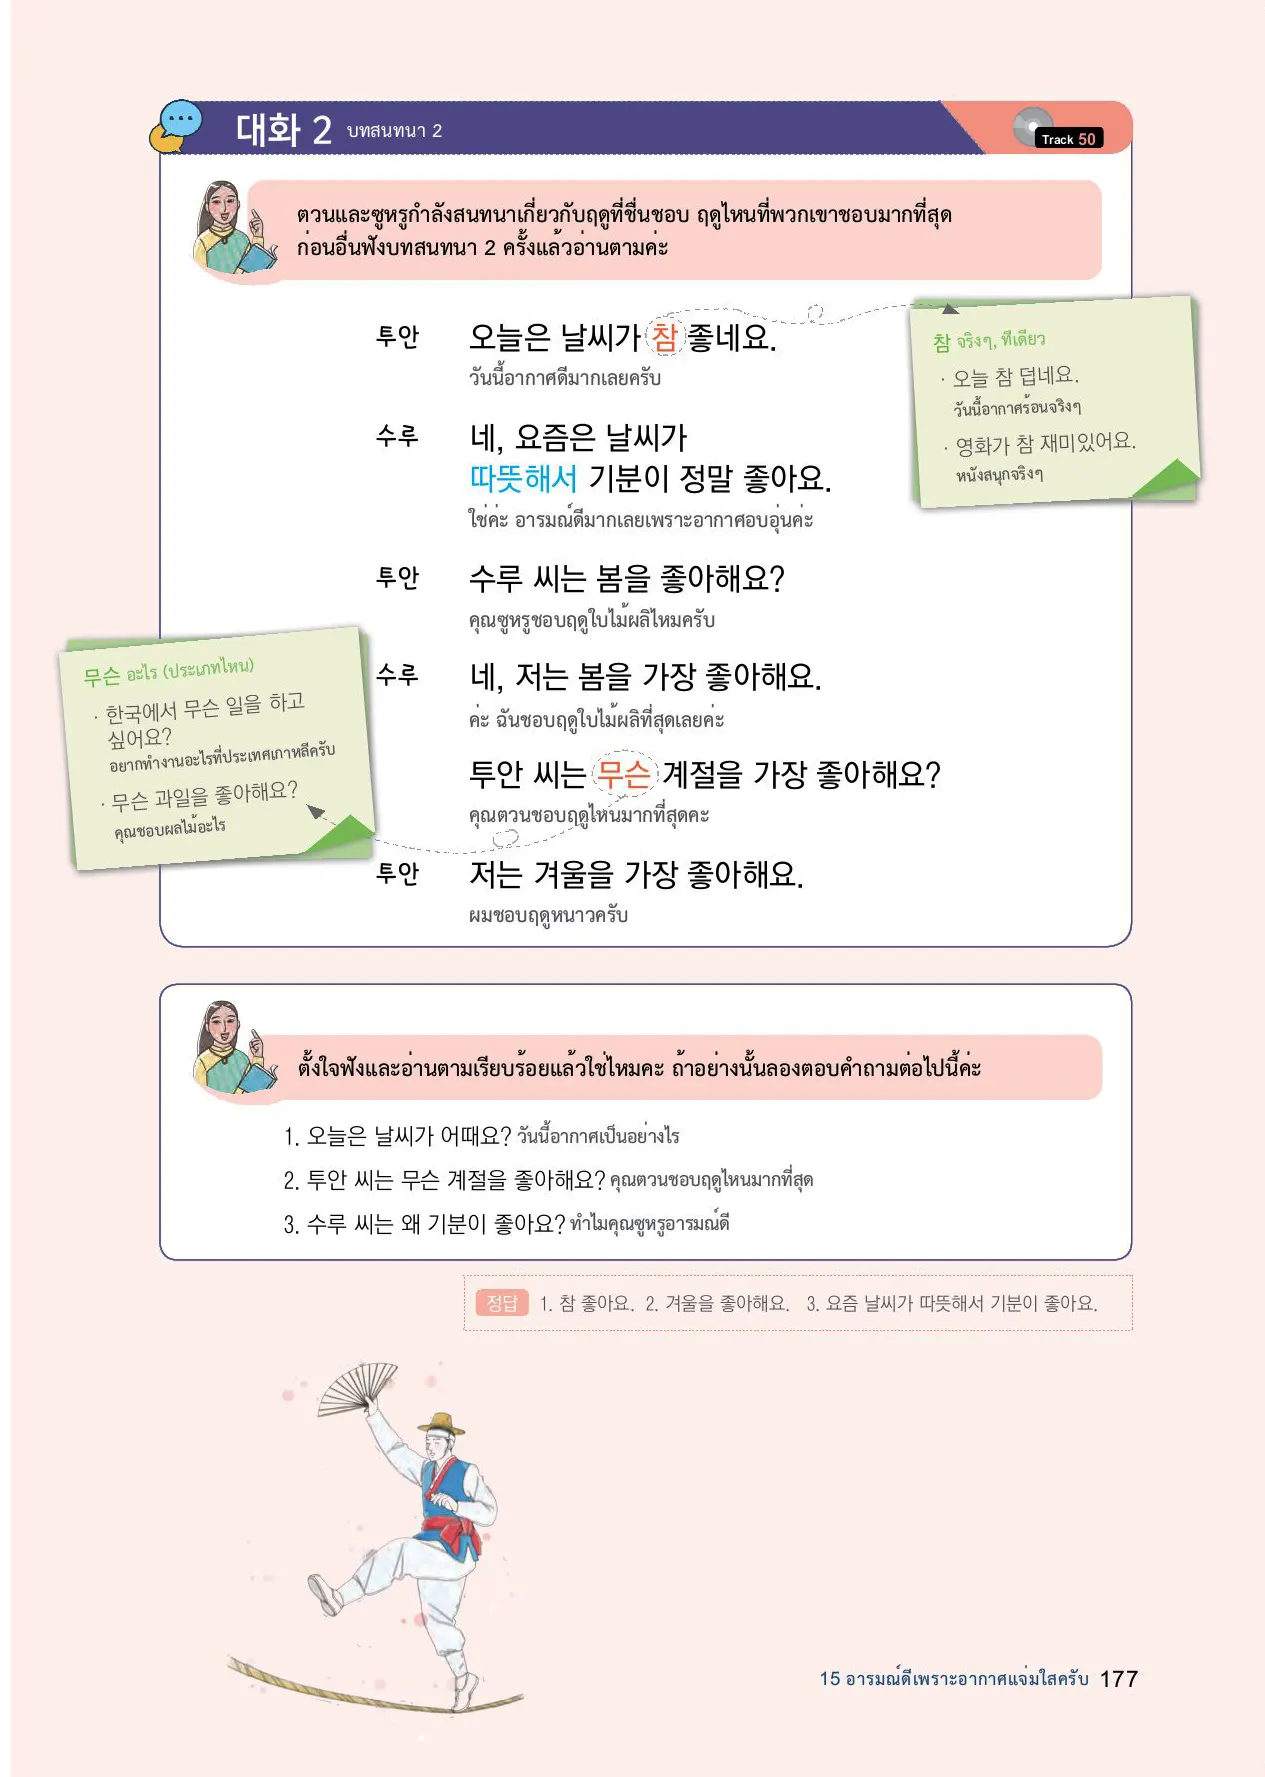 대화 2 บทสนทนา 2
Track 50
ตวนและซูหรูกำลังสนทนาเกี่ยวกับฤดูที่ชื่นชอบ ฤดูไหนที่พวกเขาชอบมากที่สุด
ก่อนอื่นฟังบทสนทนา 2 ครั้งแล้วอ่านตามค่ะ
투안 오늘은 날씨가 참 좋네요.
วันนี้อากาศดีมากเลยครับ
수루 네, 요즘은 날씨가
따뜻해서 기분이 정말 좋아요.
ใช่ค่ะ อารมณ์ดีมากเลยเพราะอากาศอบอุ่นค่ะ
투안 수루 씨는 봄을 좋아해요?
คุณซูหรูชอบฤดูใบไม้ผลิไหมครับ
수루 네, 저는 봄을 가장 좋아해요.
ค่ะ ฉันชอบฤดูใบไม้ผลิที่สุดเลยค่ะ
투안 씨는 무슨 계절을 가장 좋아해요?
คุณตวนชอบฤดูไหนมากที่สุดคะ
투안 저는 겨울을 가장 좋아해요.
ผมชอบฤดูหนาวครับ
참 จริงๆ, ทีเดียว
· 오늘 참 덥네요.
วันนี้อากาศร้อนจริงๆ
· 영화가 참 재미있어요.
หนังสนุกจริงๆ
무슨 อะไร (ประเภทไหน)
· 한국에서 무슨 일을 하고
싶어요?
อยากทำงานอะไรที่ประเทศเกาหลีครับ
· 무슨 과일을 좋아해요?
คุณชอบผลไม้อะไร
ตั้งใจฟังและอ่านตามเรียบร้อยแล้วใช่ไหมคะ ถ้าอย่างนั้นลองตอบคำถามต่อไปนี้ค่ะ
1. 오늘은 날씨가 어때요? วันนี้อากาศเป็นอย่างไร
2. 투안 씨는 무슨 계절을 좋아해요? คุณตวนชอบฤดูไหนมากที่สุด
3. 수루 씨는 왜 기분이 좋아요? ทำไมคุณซูหรูอารมณ์ดี
정답 1. 참 좋아요. 2. 겨울을 좋아해요. 3. 요즘 날씨가 따뜻해서 기분이 좋아요.
15 อารมณ์ดีเพราะอากาศแจ่มใสครับ 177